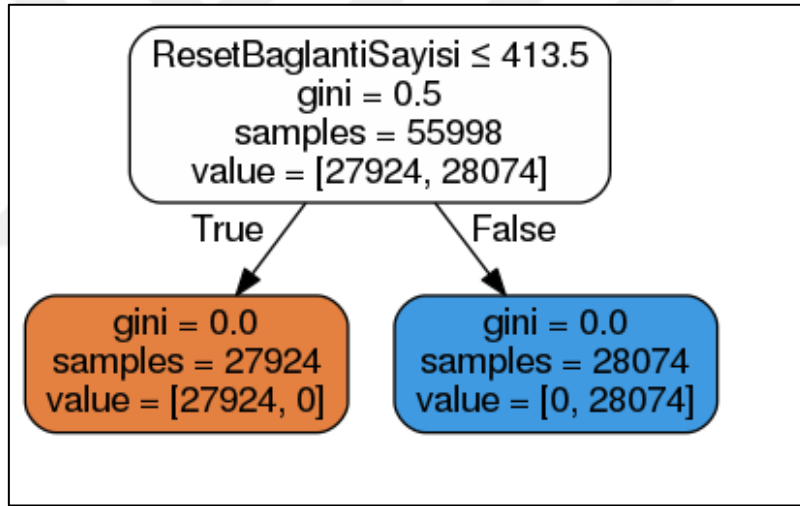 ResetBaglantiSayisi ≤ 413.5
gini = 0.5
samples = 55998
value = [27924, 28074]
True
False
gini = 0.0
samples = 27924
value = [27924, 0]
gini = 0.0
samples = 28074
value = [0, 28074]